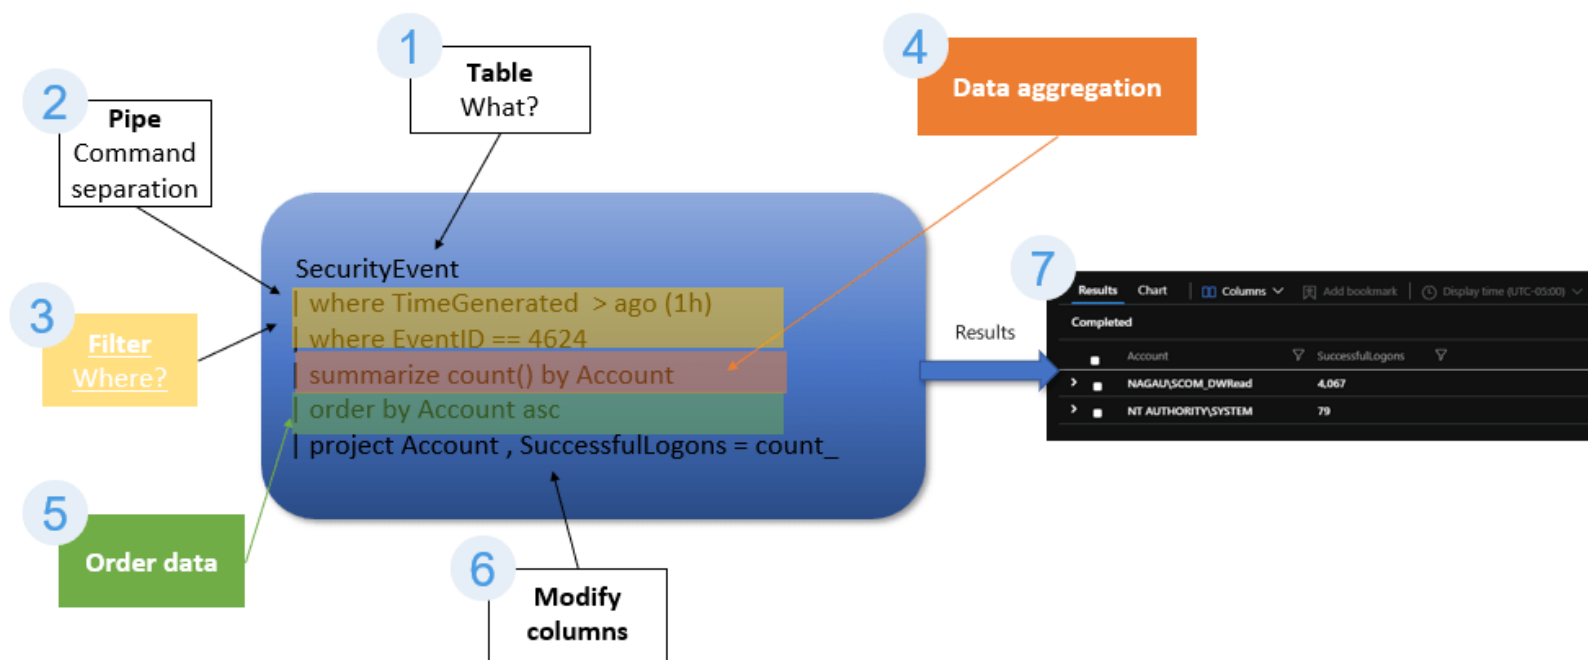 1
Table
What?
2
Pipe
Command
separation
3
Filter
Where?
4
Data aggregation
SecurityEvent
| where TimeGenerated  > ago (1h)
| where EventID == 4624
| summarize count() by Account
| order by Account asc
| project Account , SuccessfulLogons = count_
5
Order data
6
Modify
columns
Results
7
Results Chart | Columns Add bookmark | Display time (UTC-05:00)
Completed
Account SuccessfulLogons
NAGAU\SCOM_DWRead 4,067
NT AUTHORITY\SYSTEM 79